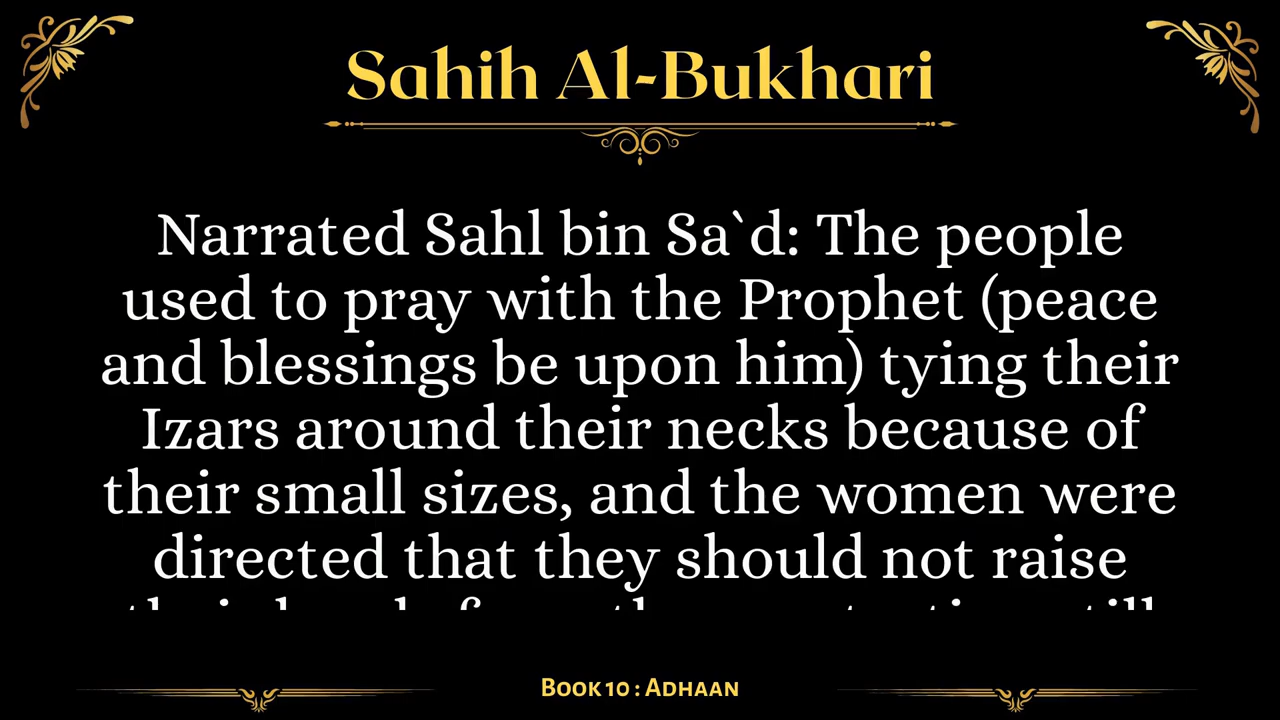 Sahih Al-Bukhari
Narrated Sahl bin Sa`d: The people
used to pray with the Prophet (peace
and blessings be upon him) tying their
Izars around their necks because of
their small sizes, and the women were
directed that they should not raise
Book 10 : Adhaan